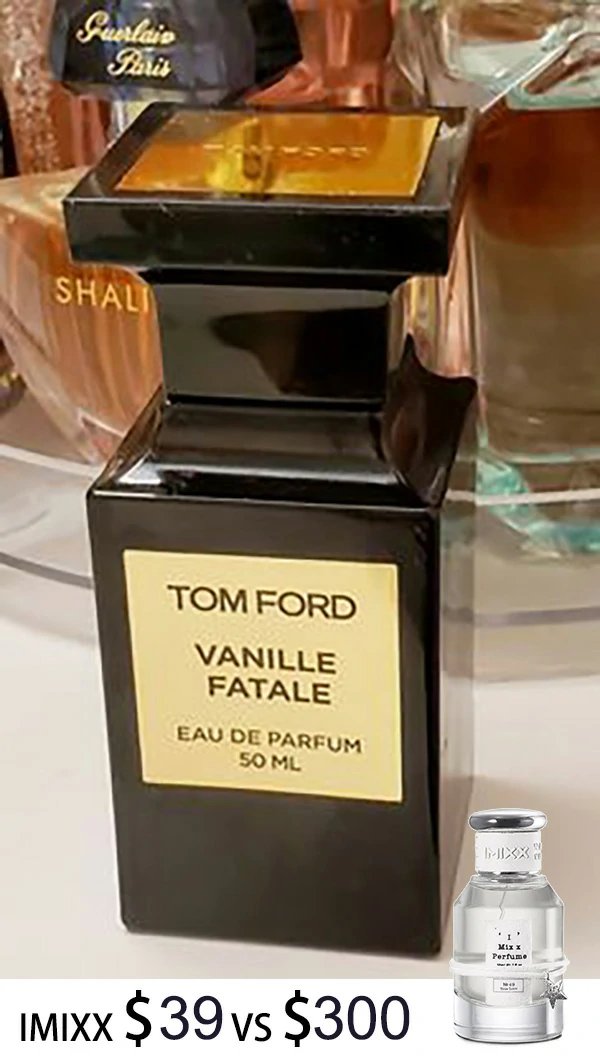 Guerlain
Paris
TOM FORD
SHALI
TOM FORD
VANILLE
FATALE
EAU DE PARFUM
50 ML
IMIXX
I
Mix x
Perfume
IMIXX $39 VS $300